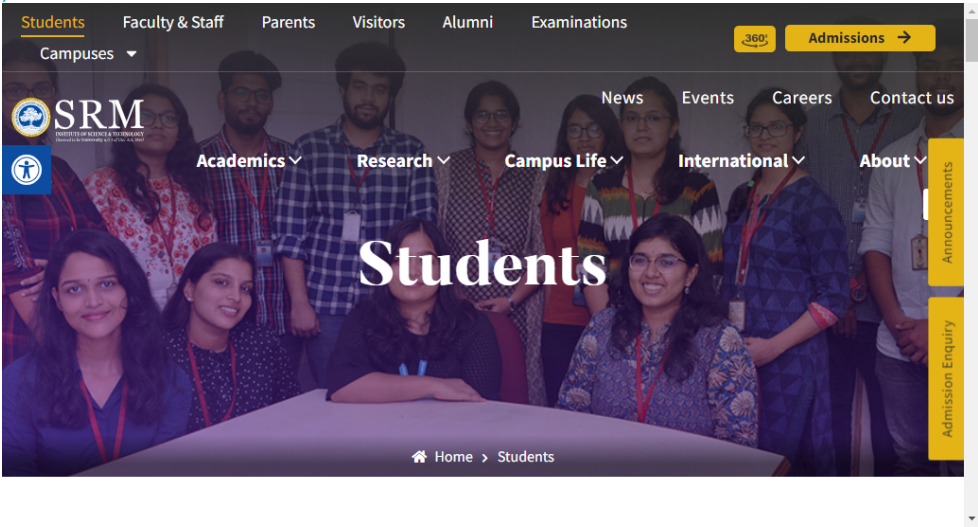 Students Faculty & Staff Parents Visitors Alumni Examinations
Campuses
360°
Admissions
News Events Careers Contact us
SRM
INSTITUTE OF SCIENCE & TECHNOLOGY
Academics Research Campus Life International About
Announcements
Students
Admission Enquiry
Home > Students